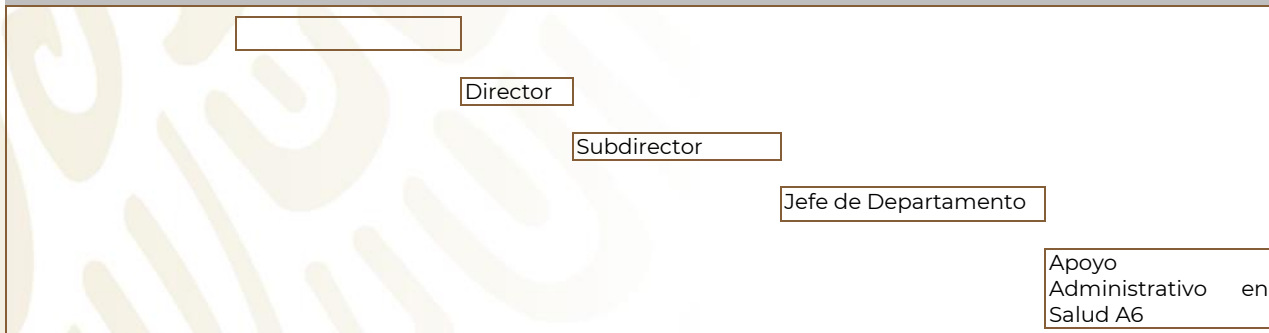 Director
Subdirector
Jefe de Departamento
Apoyo
Administrativo en
Salud A6